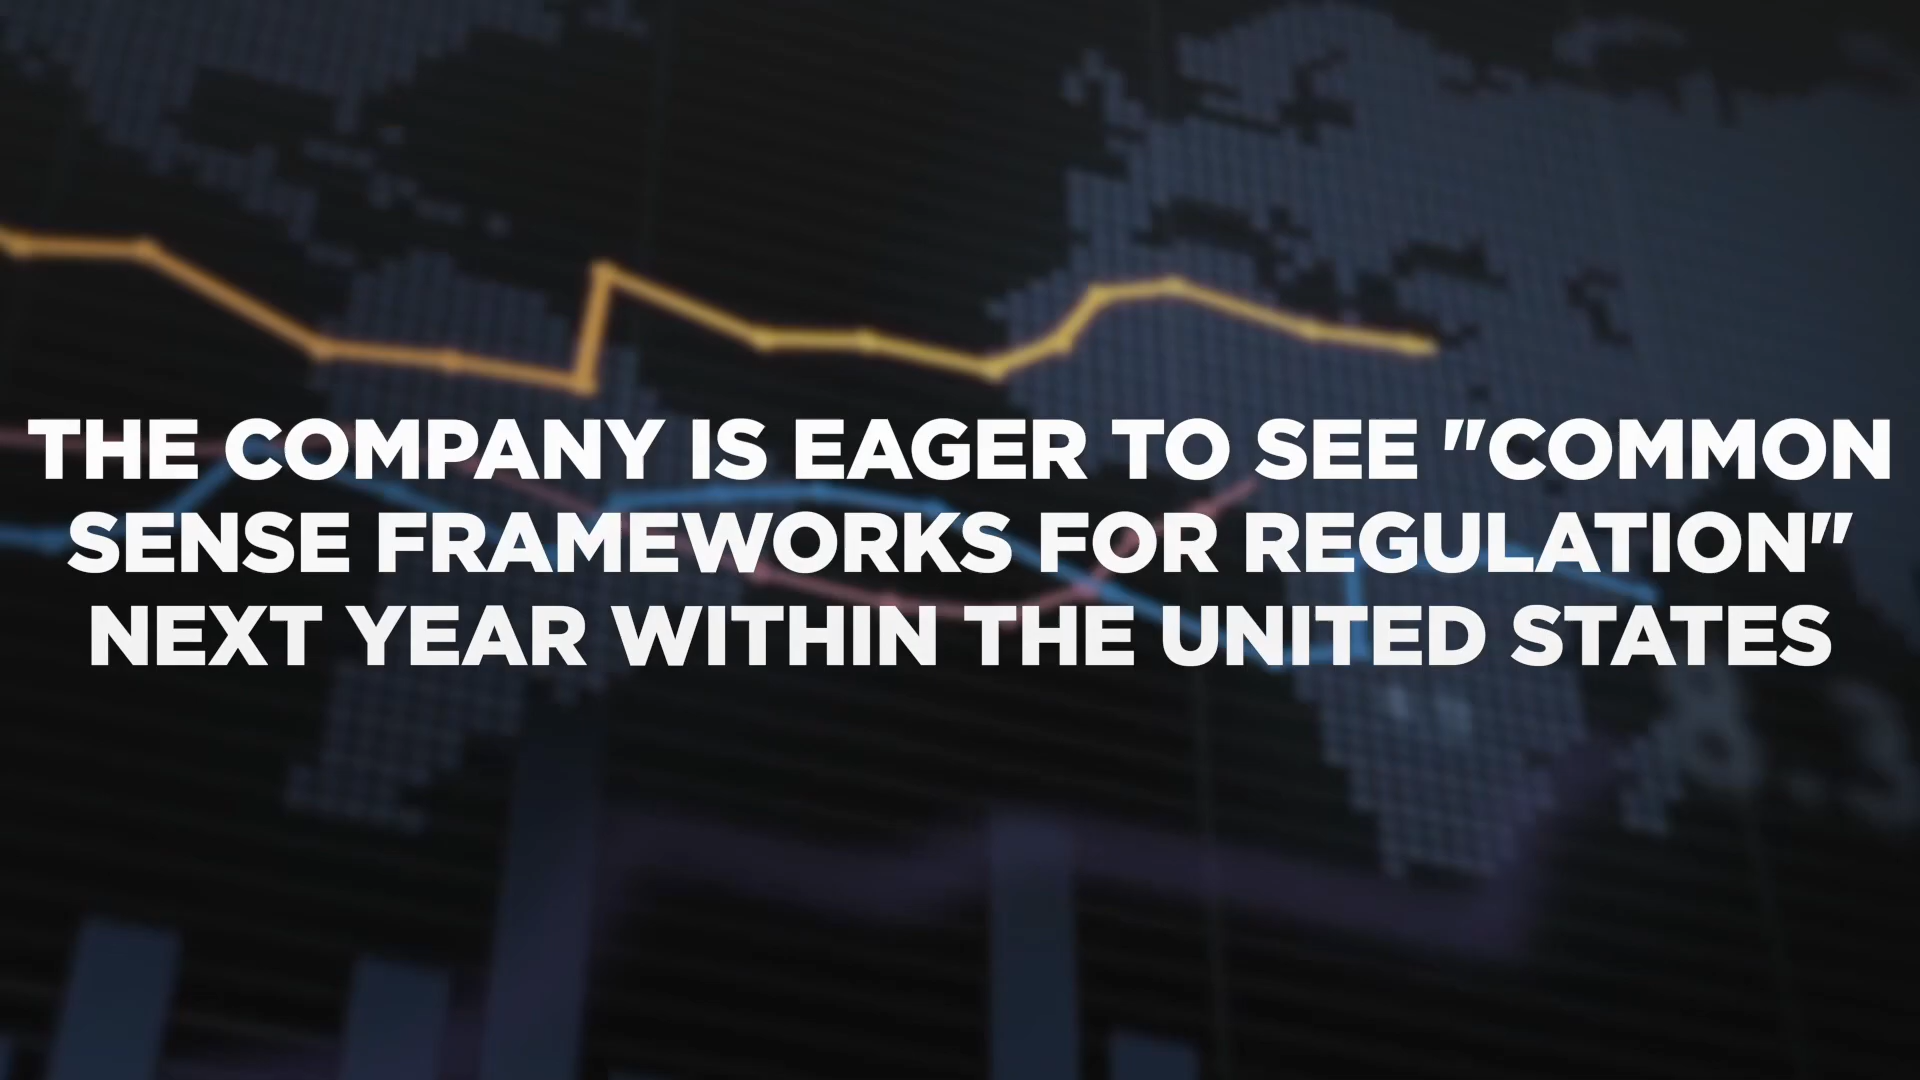 THE COMPANY IS EAGER TO SEE "COMMON
SENSE FRAMEWORKS FOR REGULATION"
NEXT YEAR WITHIN THE UNITED STATES